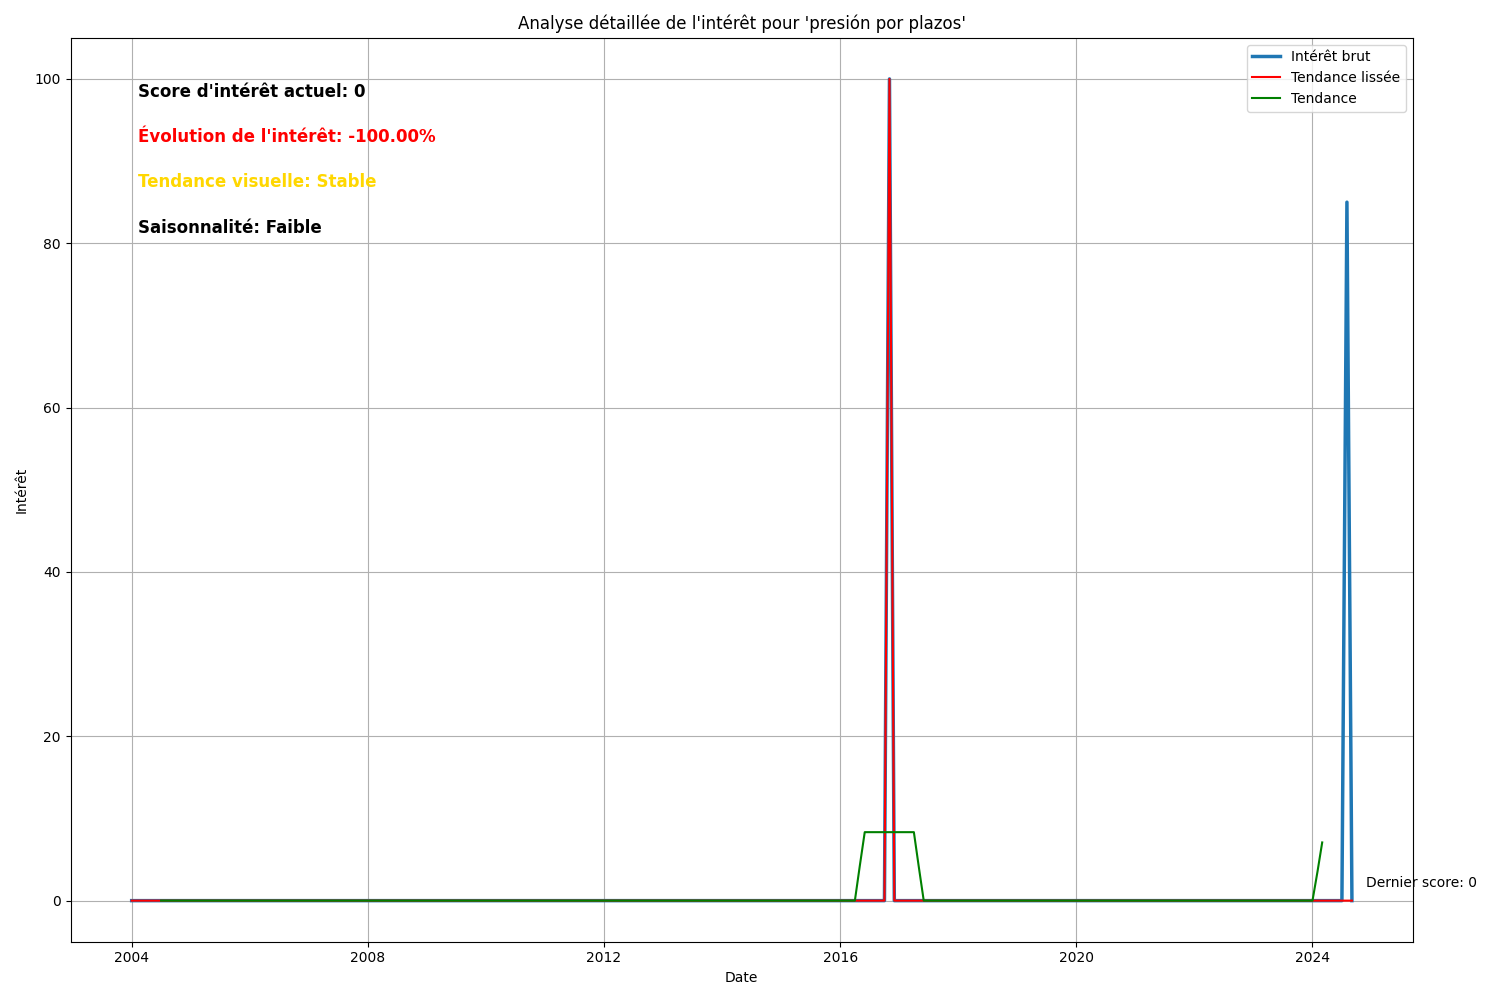 Analyse détaillée de l'intérêt pour 'presión por plazos'
Intérêt brut
Tendance lissée
Tendance
Score d'intérêt actuel: 0
Évolution de l'intérêt: -100.00%
Tendance visuelle: Stable
Saisonnalité: Faible
100
80
60
40
20
0
Intérêt
Dernier score: 0
2004
2008
2012
2016
2020
2024
Date